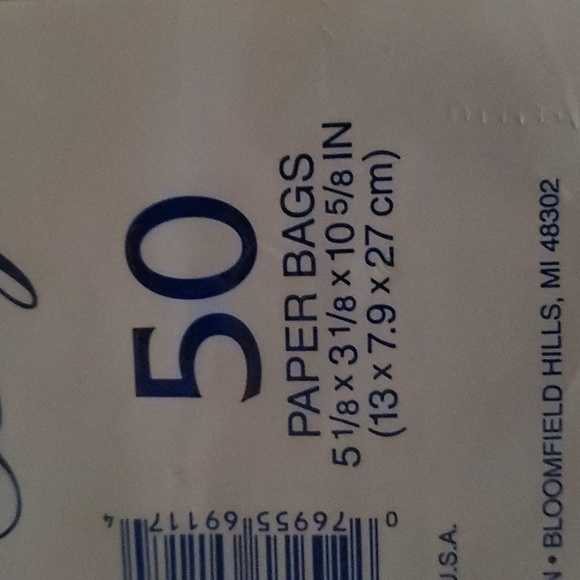 50
PAPER BAGS
5 1/8 x 3 1/8 x 10 5/8 IN
(13 x 7.9 x 27 cm)
• BLOOMFIELD HILLS, MI 48302
0 76955 69117 4